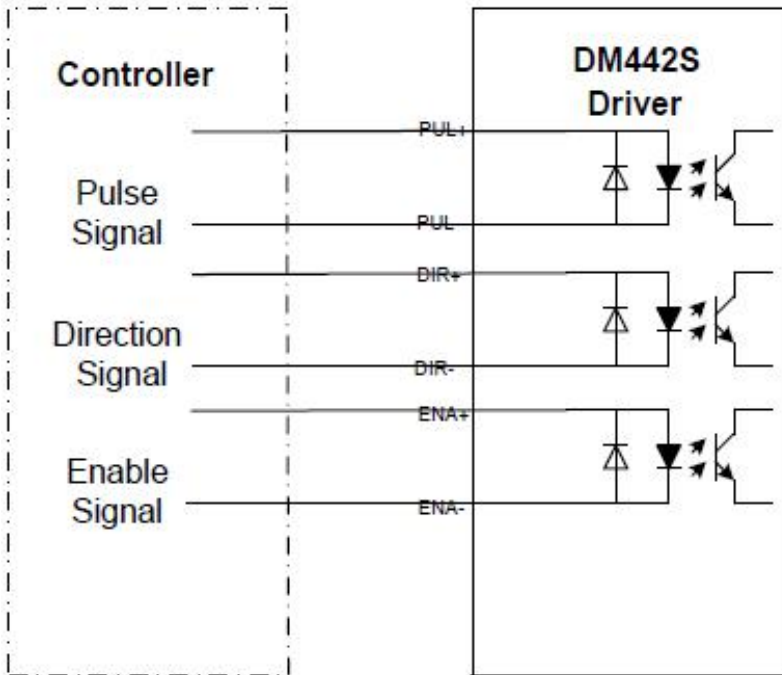 Controller
DM442S
Driver
PUL+
Pulse
Signal
PUL
DIR+
Direction
Signal
DIR-
ENA+
Enable
Signal
ENA-